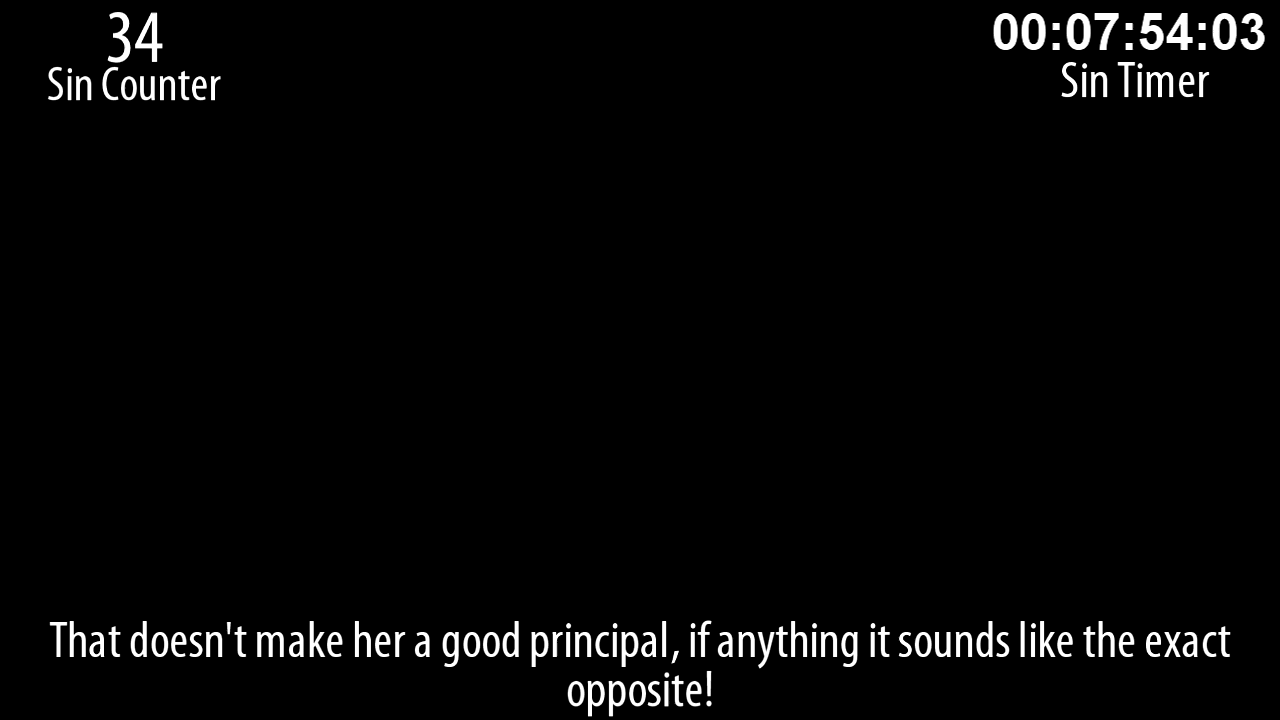 34
Sin Counter
00:07:54:03
Sin Timer
That doesn't make her a good principal, if anything it sounds like the exact
opposite!